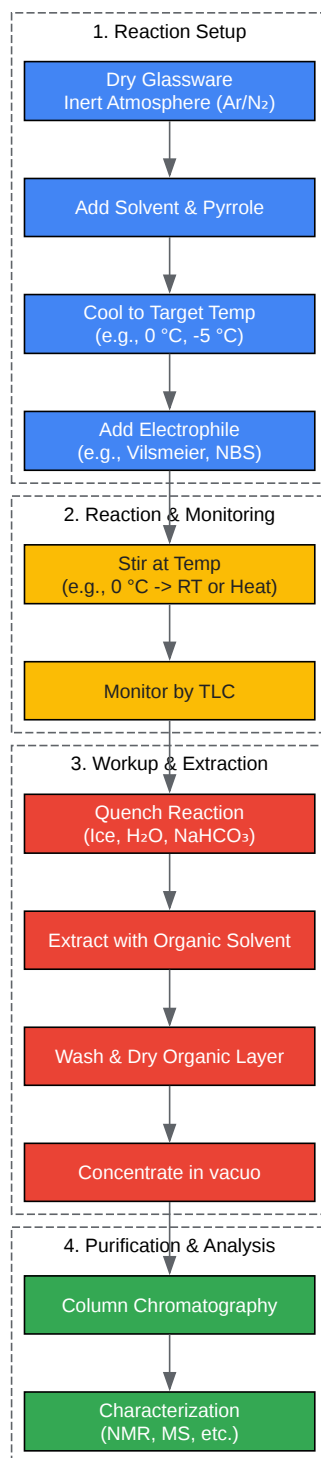 1. Reaction Setup
Dry Glassware
Inert Atmosphere (Ar/N₂)
Add Solvent & Pyrrole
Cool to Target Temp
(e.g., 0 °C, -5 °C)
Add Electrophile
(e.g., Vilsmeier, NBS)
2. Reaction & Monitoring
Stir at Temp
(e.g., 0 °C -> RT or Heat)
Monitor by TLC
3. Workup & Extraction
Quench Reaction
(Ice, H₂O, NaHCO₃)
Extract with Organic Solvent
Wash & Dry Organic Layer
Concentrate in vacuo
4. Purification & Analysis
Column Chromatography
Characterization
(NMR, MS, etc.)